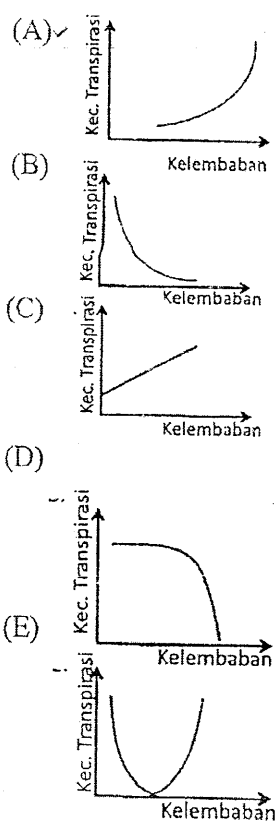 (A)✓
Kec. Transpirasi
Kelembaban
(B)
Kec. Transpirasi
Kelembaban
(C)
Kec. Transpirasi
Kelembaban
(D)
Kec. Transpirasi
Kelembaban
(E)
Kec. Transpirasi
Kelembaban